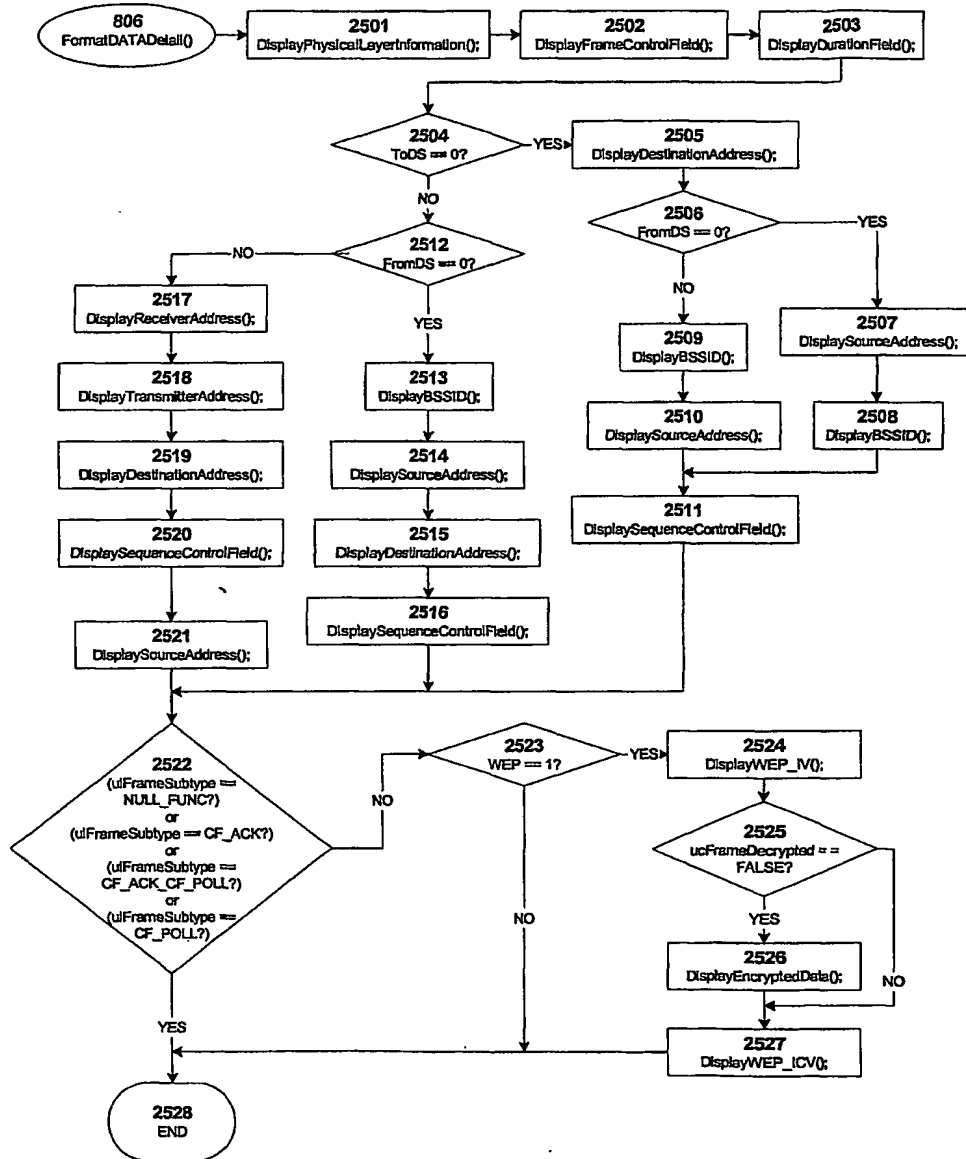 806
FormatDATADetail()
2501
DisplayPhysicalLayerInformation();
2502
DisplayFrameControlField();
2503
DisplayDurationField();
2504
ToDS == 0?
YES
2505
DisplayDestinationAddress();
NO
2506
FromDS == 0?
YES
2512
FromDS == 0?
NO
NO
2517
DisplayReceiverAddress();
YES
2507
DisplaySourceAddress();
2509
DisplayBSSID();
2518
DisplayTransmitterAddress();
2513
DisplayBSSID();
2510
DisplaySourceAddress();
2508
DisplayBSSID();
2519
DisplayDestinationAddress();
2514
DisplaySourceAddress();
2511
DisplaySequenceControlField();
2520
DisplaySequenceControlField();
2515
DisplayDestinationAddress();
2516
DisplaySequenceControlField();
2521
DisplaySourceAddress();
2522
(uiFrameSubtype ==
NULL_FUNC?)
or
(uiFrameSubtype == CF_ACK?)
or
(uiFrameSubtype ==
CF_ACK_CF_POLL?)
or
(uiFrameSubtype ==
CF_POLL?)
NO
2523
WEP == 1?
YES
2524
DisplayWEP_IV();
2525
ucFrameDecrypted ==
FALSE?
NO
YES
2526
DisplayEncryptedData();
NO
YES
2527
DisplayWEP_ICV();
2528
END